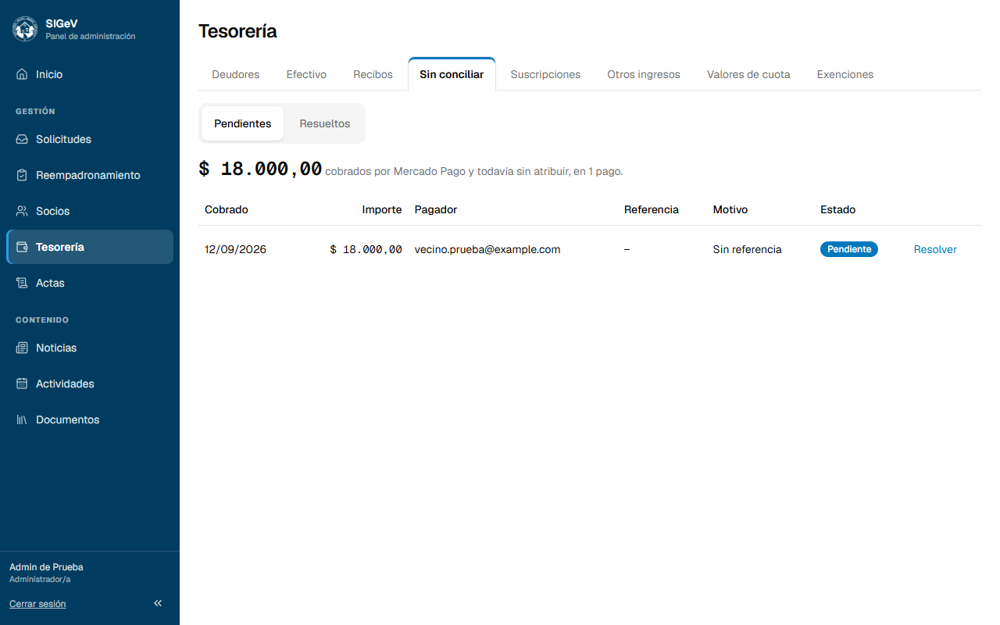 SIGeV
Panel de administración
Inicio
GESTIÓN
Solicitudes
Reempadronamiento
Socios
Tesorería
Actas
CONTENIDO
Noticias
Actividades
Documentos
Admin de Prueba
Administrador/a
Cerrar sesión
Tesorería
Deudores Efectivo Recibos Sin conciliar Suscripciones Otros ingresos Valores de cuota Exenciones
Pendientes Resueltos
$ 18.000,00 cobrados por Mercado Pago y todavía sin atribuir, en 1 pago.
Cobrado Importe Pagador Referencia Motivo Estado
12/09/2026 $ 18.000,00 vecino.prueba@example.com – Sin referencia Pendiente Resolver